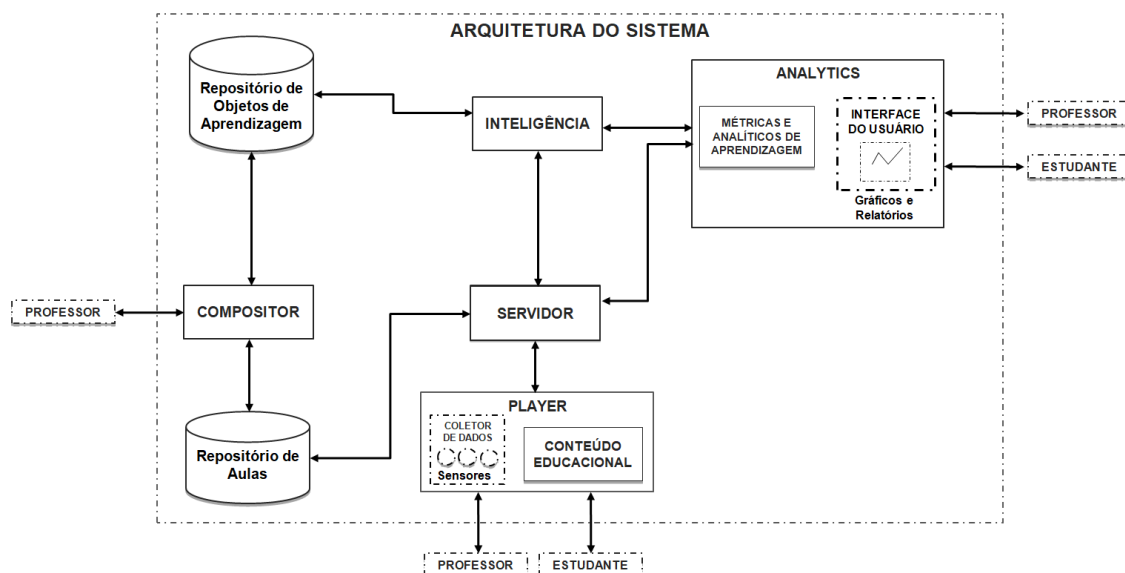 ARQUITETURA DO SISTEMA
Repositório de
Objetos de
Aprendizagem
INTELIGÊNCIA
ANALYTICS
MÉTRICAS E
ANALÍTICOS DE
APRENDIZAGEM
INTERFACE
DO USUÁRIO
Gráficos e
Relatórios
PROFESSOR
ESTUDANTE
PROFESSOR
COMPOSITOR
SERVIDOR
Repositório de
Aulas
PLAYER
COLETOR
DE DADOS
Sensores
CONTEÚDO
EDUCACIONAL
PROFESSOR
ESTUDANTE